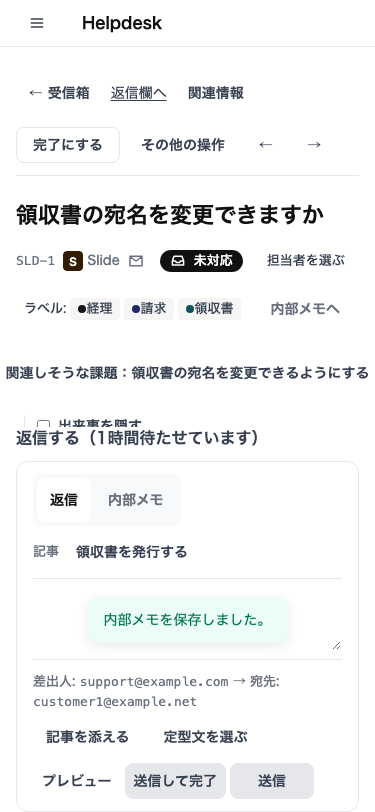 Helpdesk
← 受信箱 返信欄へ 関連情報
完了にする その他の操作 ← →
領収書の宛名を変更できますか
SLD-1 S Slide 未対応 担当者を選ぶ
ラベル: 経理 請求 領収書 内部メモへ
関連しそうな課題：領収書の宛名を変更できるようにする
出来事を隠す
返信する（1時間待たせています）
返信 内部メモ
記事 領収書を発行する
内部メモを保存しました。
差出人: support@example.com → 宛先:
customer1@example.net
記事を添える 定型文を選ぶ
プレビュー 送信して完了 送信